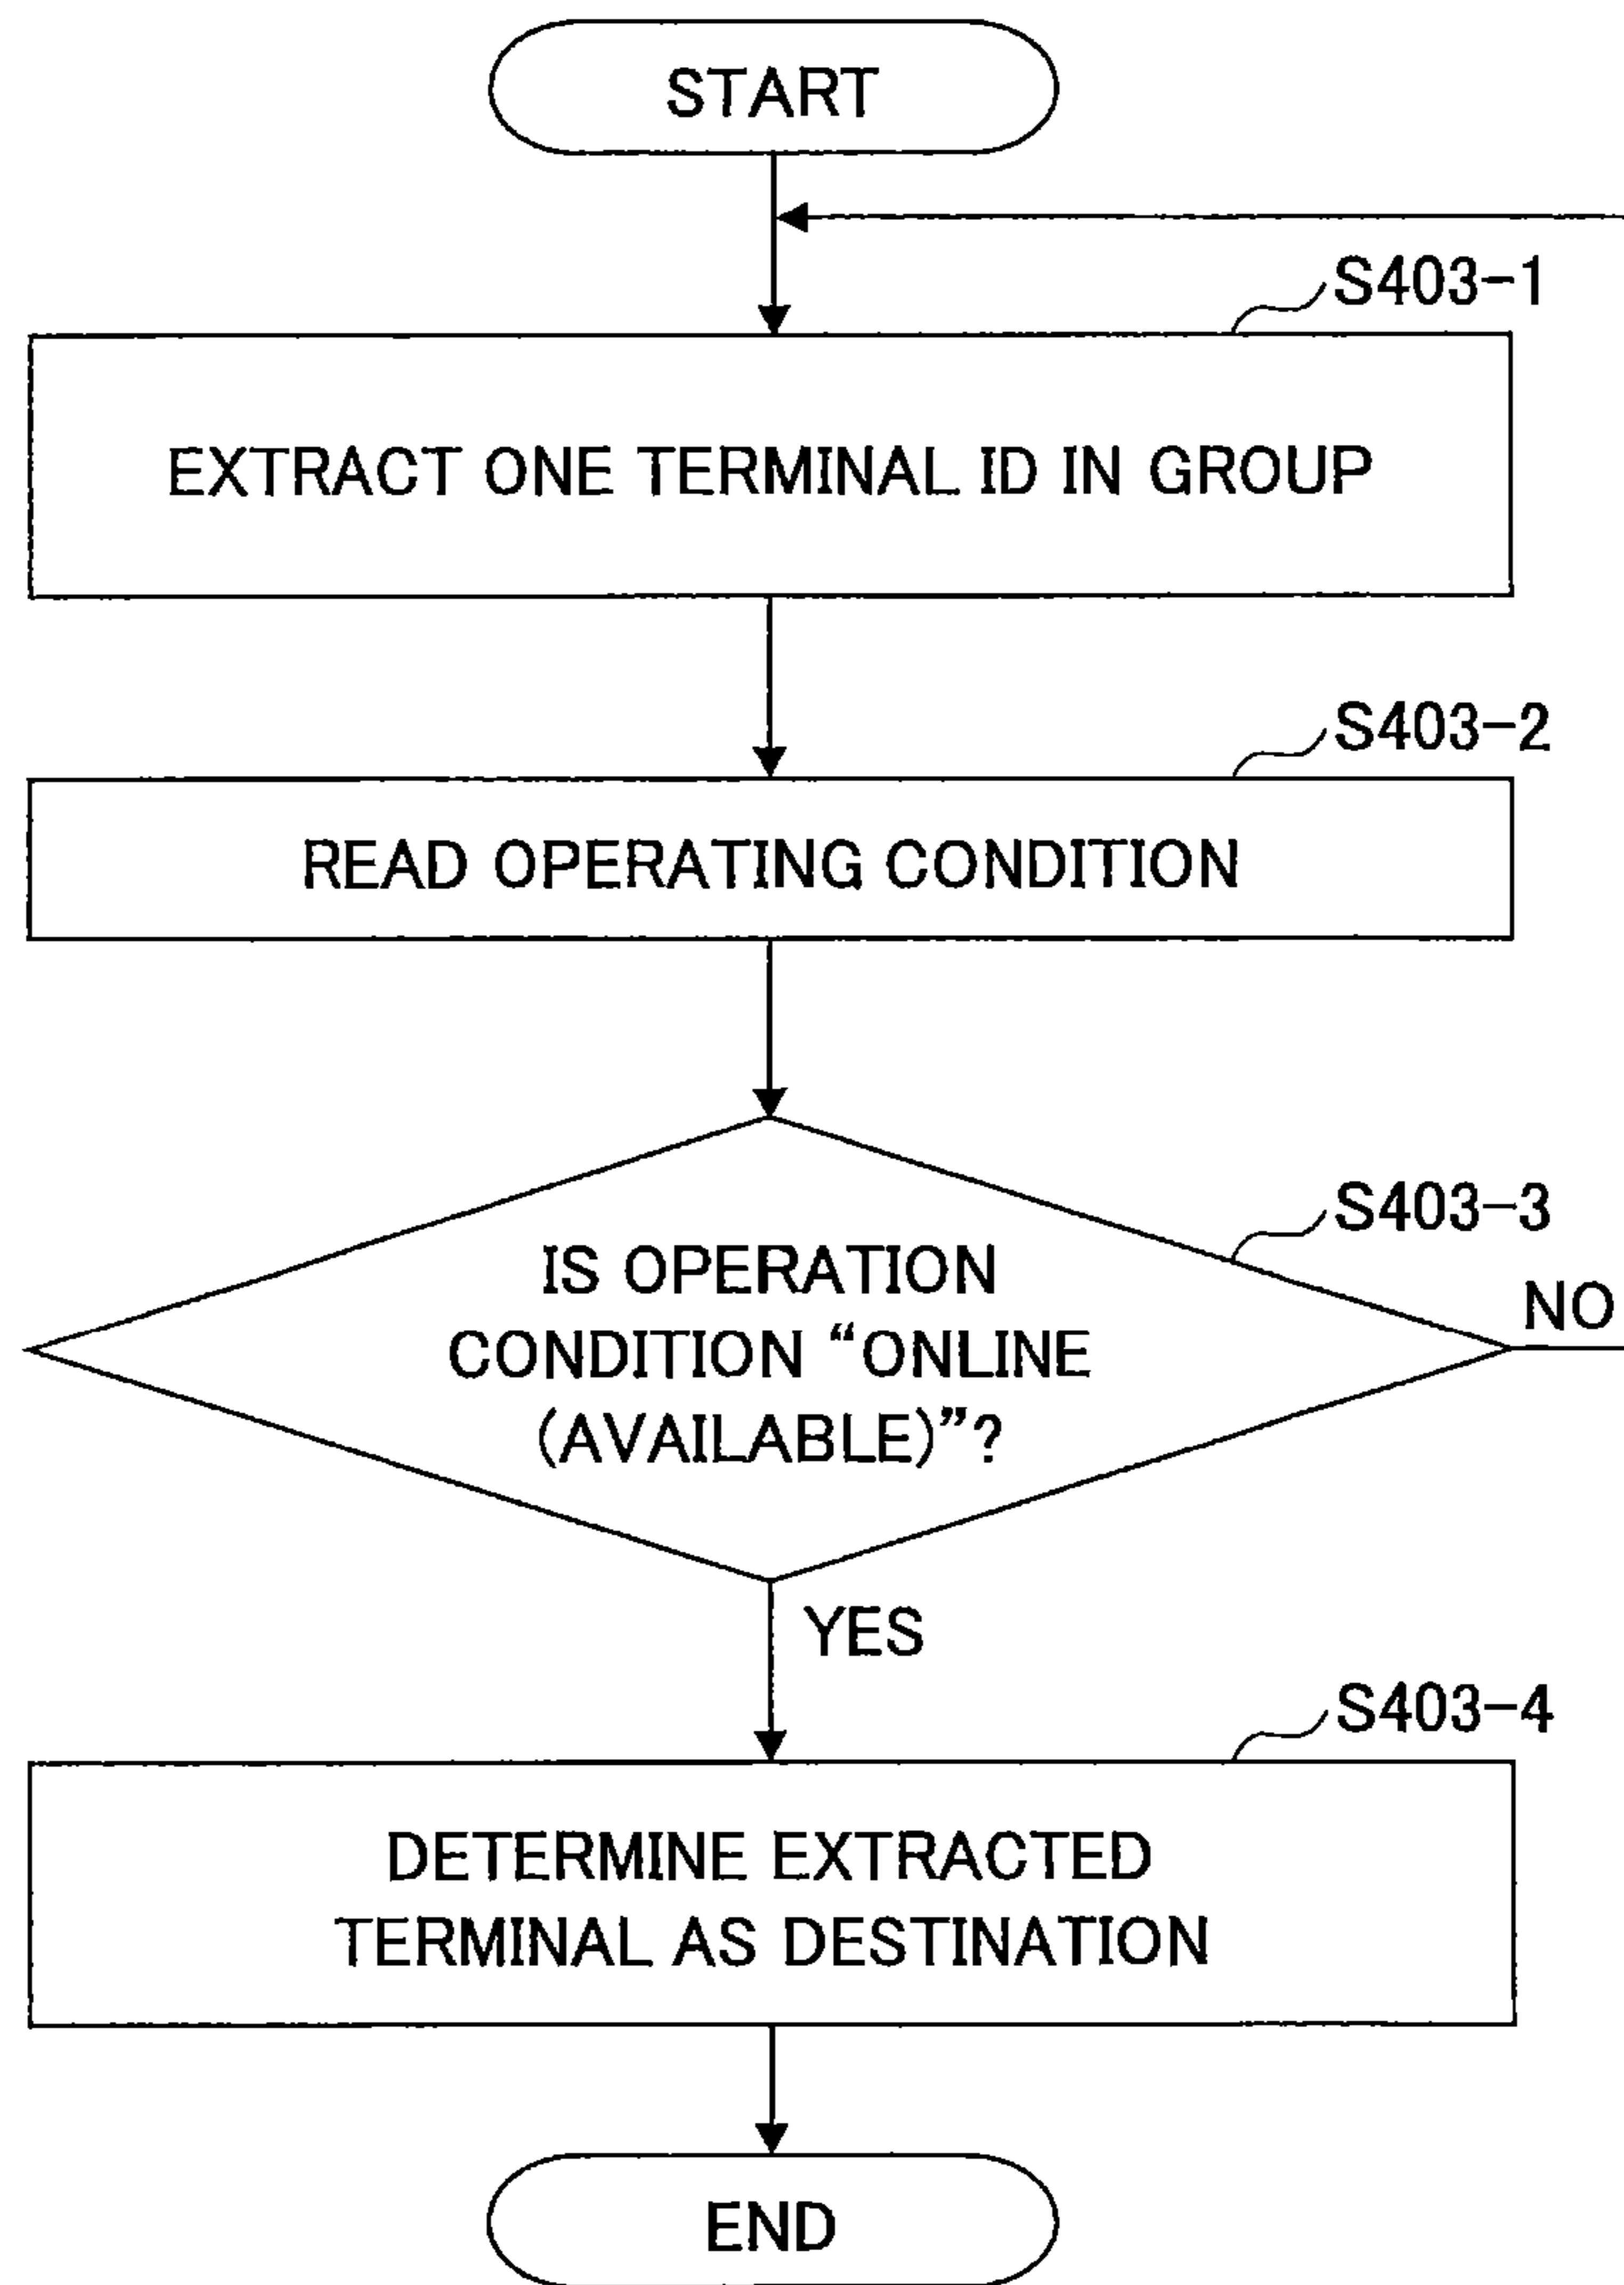 START
S403-1
EXTRACT ONE TERMINAL ID IN GROUP
S403-2
READ OPERATING CONDITION
S403-3
IS OPERATION
CONDITION “ONLINE
(AVAILABLE)”?
NO
YES
S403-4
DETERMINE EXTRACTED
TERMINAL AS DESTINATION
END